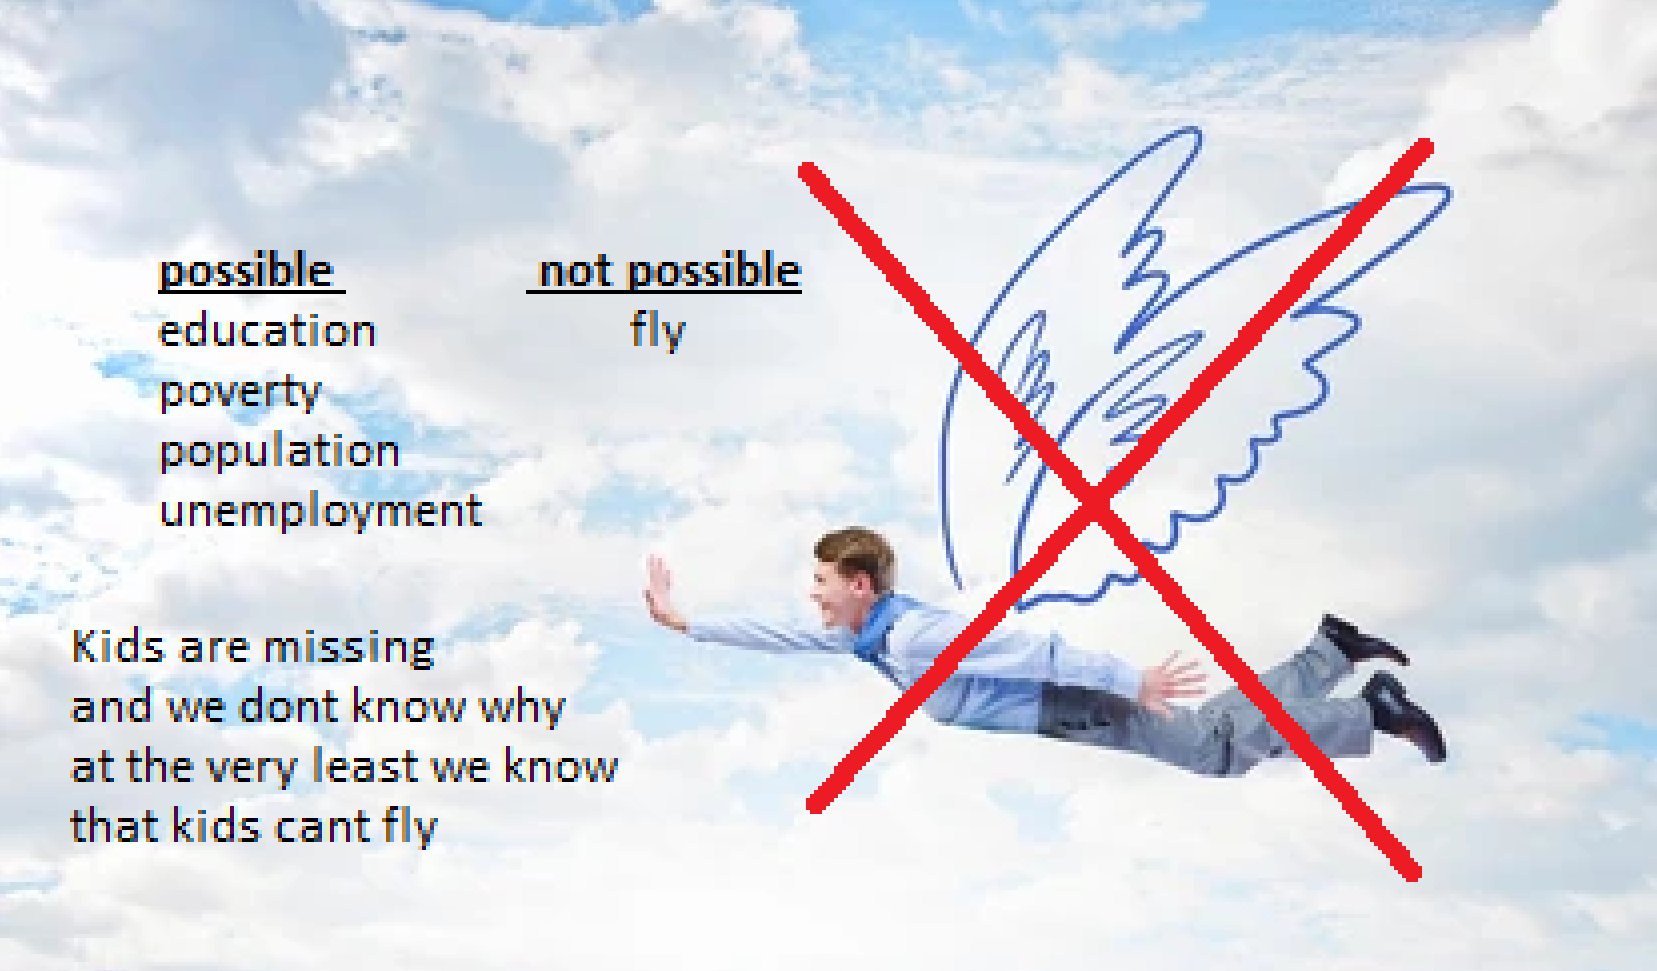 possible not possible
education fly
poverty
population
unemployment
Kids are missing
and we dont know why
at the very least we know
that kids cant fly